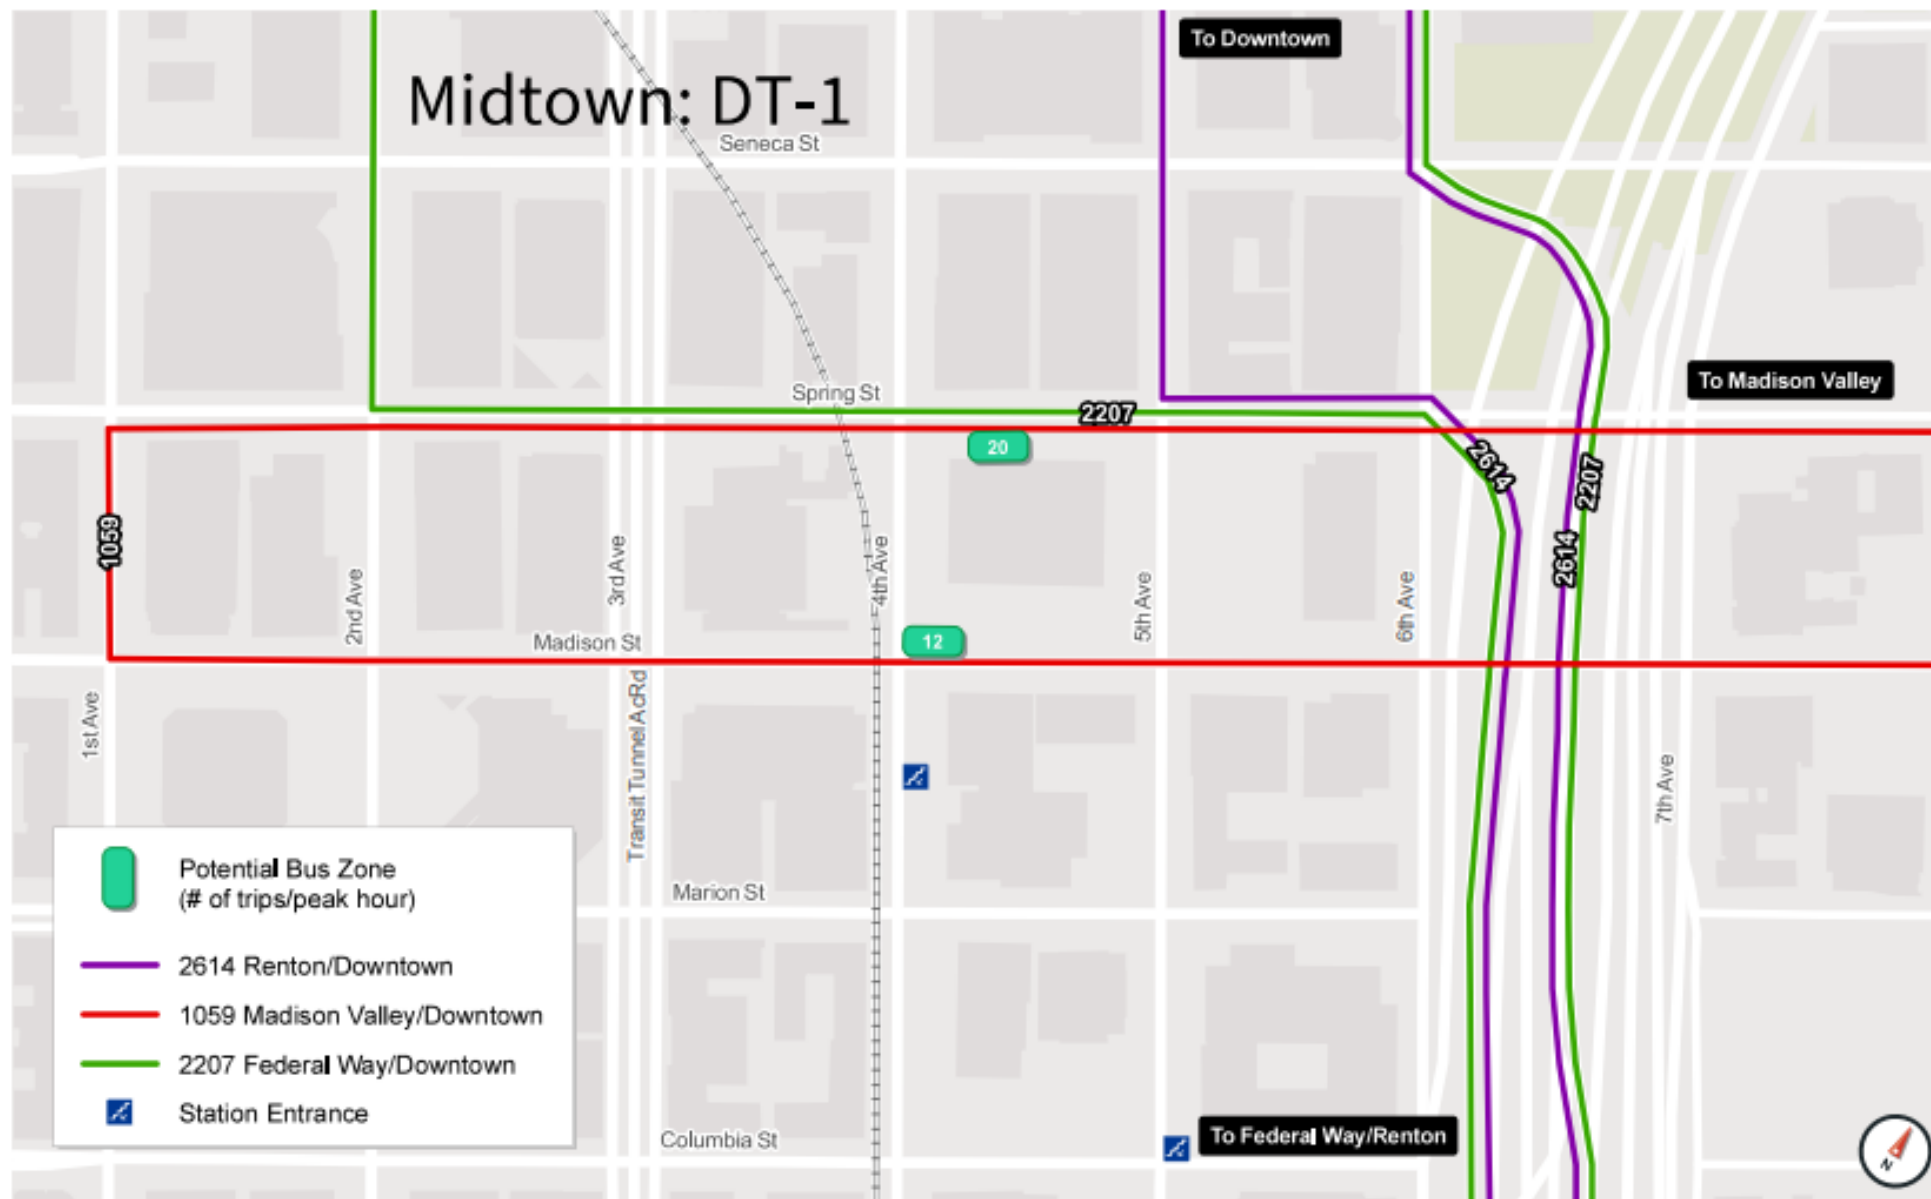 To Downtown
Midtown: DT-1
Seneca St
To Madison Valley
Spring St
2207
20
2614
2207
1059
3rd Ave
4th Ave
2614
2nd Ave
5th Ave
6th Ave
12
Madison St
1st Ave
Transit Tunnel AcRd
7th Ave
Potential Bus Zone
(# of trips/peak hour)
Marion St
2614 Renton/Downtown
1059 Madison Valley/Downtown
2207 Federal Way/Downtown
Station Entrance
Columbia St
To Federal Way/Renton
N